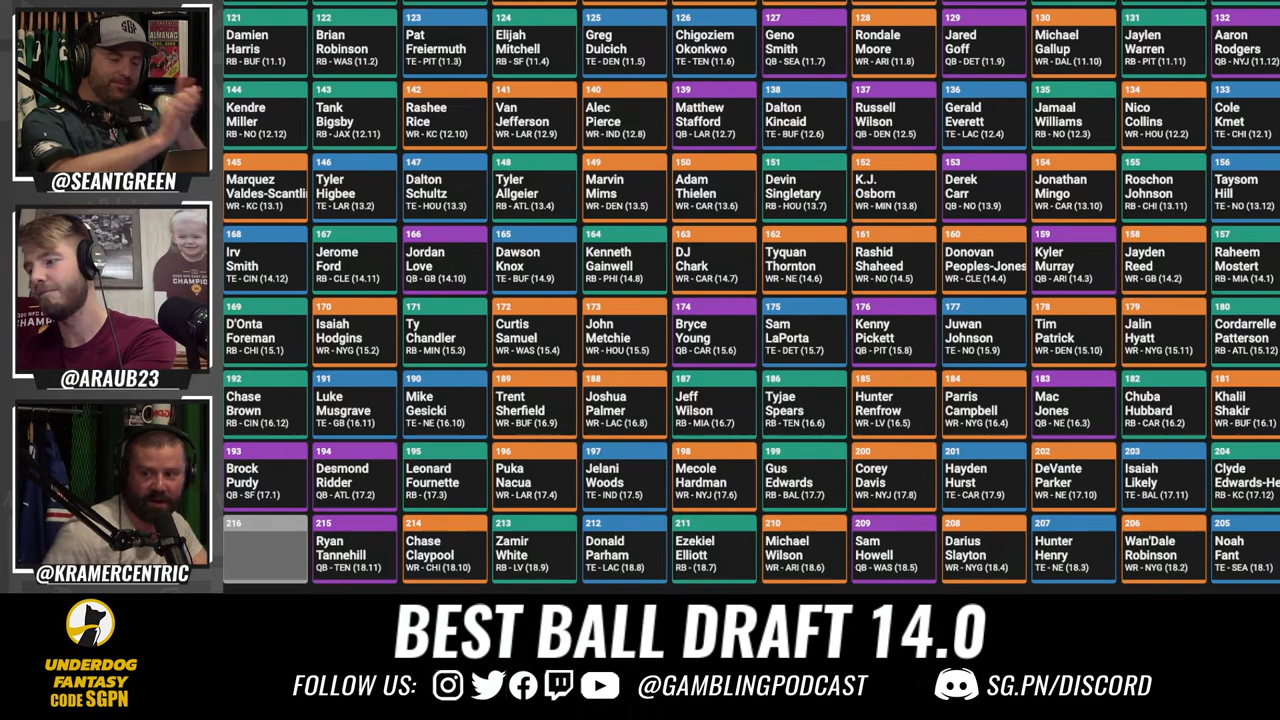 121 122 123 124 125 126 127 128 129 130 131 132
Damien Brian Pat Elijah Greg Chigoziem Geno Rondale Jared Michael Jaylen Aaron
Harris Robinson Freiermuth Mitchell Dulcich Okonkwo Smith Moore Goff Gallup Warren Rodgers
RB - BUF (11.1) RB - WAS (11.2) TE - PIT (11.3) RB - SF (11.4) TE - DEN (11.5) TE - TEN (11.6) QB - SEA (11.7) WR - ARI (11.8) QB - DET (11.9) WR - DAL (11.10) RB - PIT (11.11) QB - NYJ (11.12)
144 143 142 141 140 139 138 137 136 135 134 133
Kendre Tank Rashee Van Alec Matthew Dalton Russell Gerald Jamaal Nico Cole
Miller Bigsby Rice Jefferson Pierce Stafford Kincaid Wilson Everett Williams Collins Kmet
RB - NO (12.12) RB - JAX (12.11) WR - KC (12.10) WR - LAR (12.9) WR - IND (12.8) QB - LAR (12.7) TE - BUF (12.6) QB - DEN (12.5) TE - LAC (12.4) RB - NO (12.3) WR - HOU (12.2) TE - CHI (12.1)
145 146 147 148 149 150 151 152 153 154 155 156
Marquez Tyler Dalton Tyler Marvin Adam Devin K.J. Derek Jonathan Roschon Taysom
Valdes-Scantlin Higbee Schultz Allgeier Mims Thielen Singletary Osborn Carr Mingo Johnson Hill
WR - KC (13.1) TE - LAR (13.2) TE - HOU (13.3) RB - ATL (13.4) WR - DEN (13.5) WR - CAR (13.6) RB - HOU (13.7) WR - MIN (13.8) QB - NO (13.9) WR - CAR (13.10) RB - CHI (13.11) TE - NO (13.12)
168 167 166 165 164 163 162 161 160 159 158 157
Irv Jerome Jordan Dawson Kenneth DJ Tyquan Rashid Donovan Kyler Jayden Raheem
Smith Ford Love Knox Gainwell Chark Thornton Shaheed Peoples-Jones Murray Reed Mostert
TE - CIN (14.12) RB - CLE (14.11) QB - GB (14.10) TE - BUF (14.9) RB - PHI (14.8) WR - CAR (14.7) WR - NE (14.6) WR - NO (14.5) WR - CLE (14.4) QB - ARI (14.3) WR - GB (14.2) RB - MIA (14.1)
169 170 171 172 173 174 175 176 177 178 179 180
D'Onta Isaiah Ty Curtis John Bryce Sam Kenny Juwan Tim Jalin Cordarrelle
Foreman Hodgins Chandler Samuel Metchie Young LaPorta Pickett Johnson Patrick Hyatt Patterson
RB - CHI (15.1) WR - NYG (15.2) RB - MIN (15.3) WR - WAS (15.4) WR - HOU (15.5) QB - CAR (15.6) TE - DET (15.7) QB - PIT (15.8) TE - NO (15.9) WR - DEN (15.10) WR - NYG (15.11) RB - ATL (15.12)
192 191 190 189 188 187 186 185 184 183 182 181
Chase Luke Mike Trent Joshua Jeff Tyjae Hunter Parris Mac Chuba Khalil
Brown Musgrave Gesicki Sherfield Palmer Wilson Spears Renfrow Campbell Jones Hubbard Shakir
RB - CIN (16.12) TE - GB (16.11) TE - NE (16.10) WR - BUF (16.9) WR - LAC (16.8) RB - MIA (16.7) RB - TEN (16.6) WR - LV (16.5) WR - NYG (16.4) QB - NE (16.3) RB - CAR (16.2) WR - BUF (16.1)
193 194 195 196 197 198 199 200 201 202 203 204
Brock Desmond Leonard Puka Jelani Mecole Gus Corey Hayden DeVante Isaiah Clyde
Purdy Ridder Fournette Nacua Woods Hardman Edwards Davis Hurst Parker Likely Edwards-He
QB - SF (17.1) QB - ATL (17.2) RB - (17.3) WR - LAR (17.4) TE - IND (17.5) WR - NYJ (17.6) RB - BAL (17.7) WR - NYJ (17.8) TE - CAR (17.9) WR - NE (17.10) TE - BAL (17.11) RB - KC (17.12)
216 215 214 213 212 211 210 209 208 207 206 205
Ryan Chase Zamir Donald Ezekiel Michael Sam Darius Hunter Wan'Dale Noah
Tannehill Claypool White Parham Elliott Wilson Howell Slayton Henry Robinson Fant
QB - TEN (18.11) WR - CHI (18.10) RB - LV (18.9) TE - LAC (18.8) RB - (18.7) WR - ARI (18.6) QB - WAS (18.5) WR - NYG (18.4) TE - NE (18.3) WR - NYG (18.2) TE - SEA (18.1)
ALMANAC
@SEANTGREEN
CHAMPIC
@ARAUB23
@KRAMERCENTRIC
UNDERDOG
FANTASY
CODE SGPN
BEST BALL DRAFT 14.0
FOLLOW US: @GAMBLINGPODCAST SG.PN/DISCORD